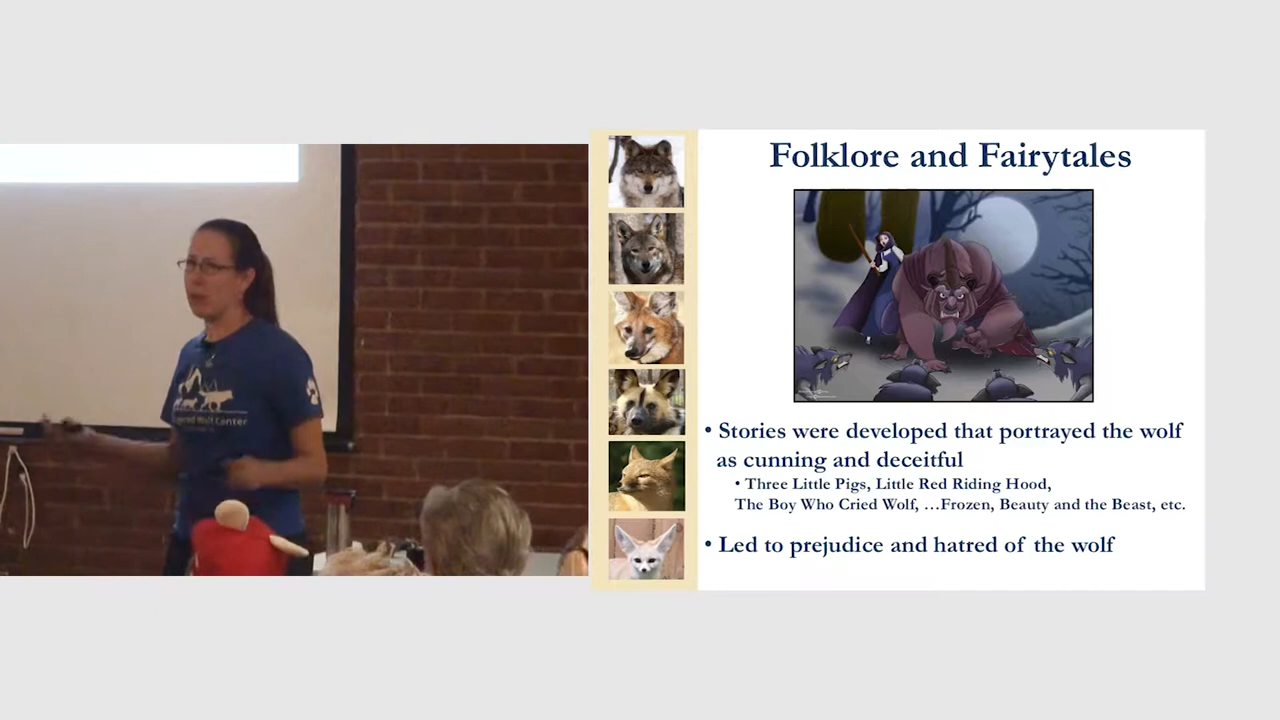 Wolf Center
Folklore and Fairytales
• Stories were developed that portrayed the wolf
as cunning and deceitful
• Three Little Pigs, Little Red Riding Hood,
The Boy Who Cried Wolf, …Frozen, Beauty and the Beast, etc.
• Led to prejudice and hatred of the wolf